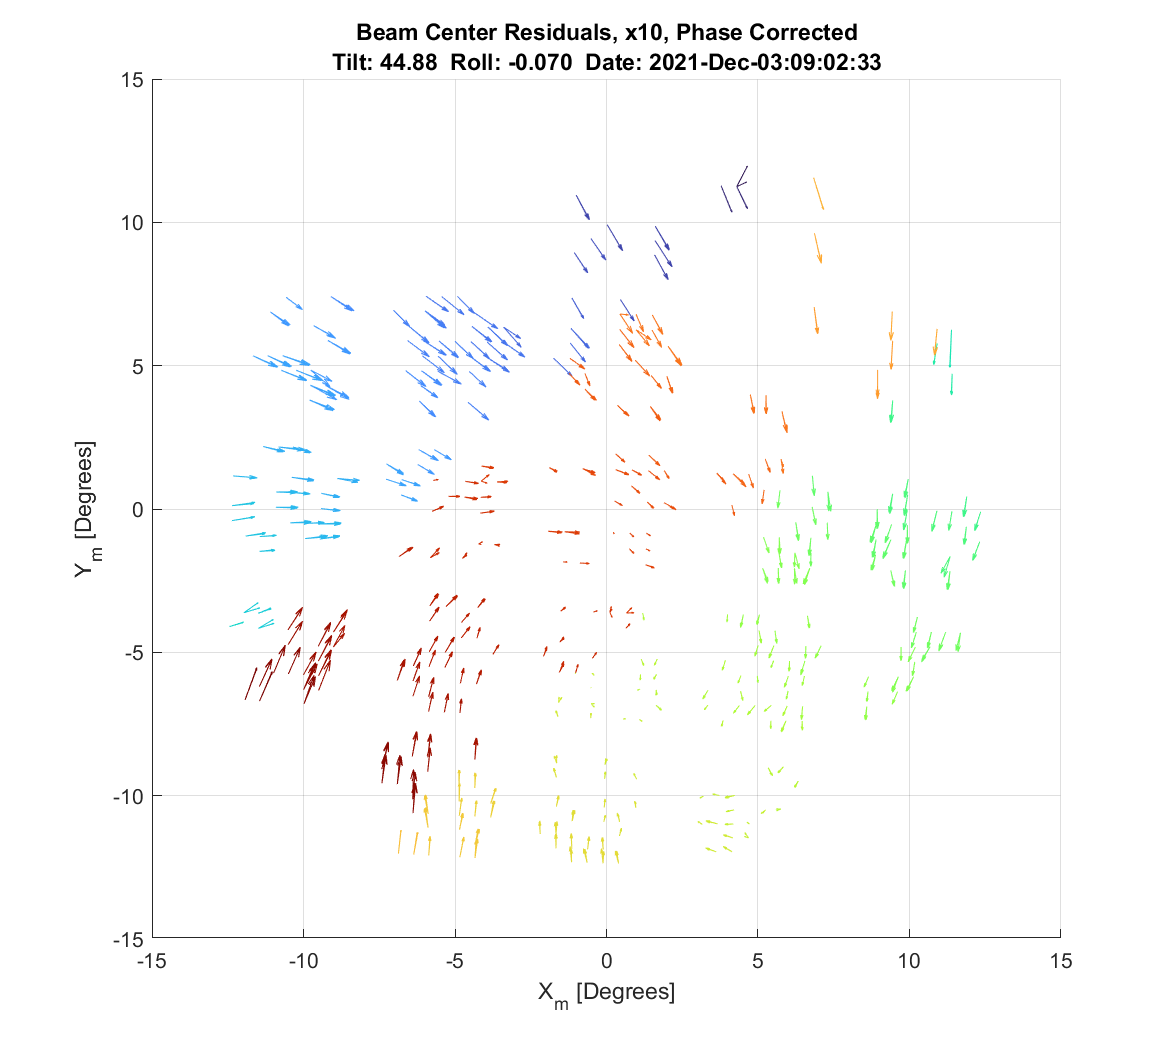 Beam Center Residuals, x10, Phase Corrected
Tilt: 44.88 Roll: -0.070 Date: 2021-Dec-03:09:02:33
15
10
5
0
-5
-10
-15
Y_m [Degrees]
-15 -10 -5 0 5 10 15
X_m [Degrees]